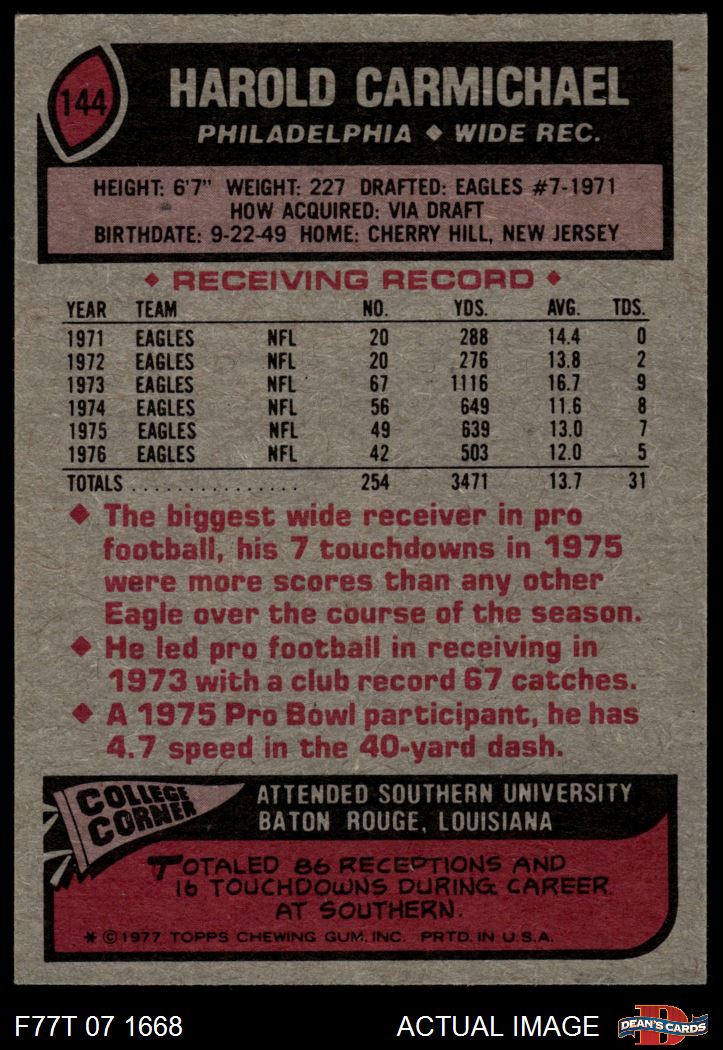 144
HAROLD CARMICHAEL
PHILADELPHIA ♦ WIDE REC.
HEIGHT: 6'7" WEIGHT: 227 DRAFTED: EAGLES #7-1971
HOW ACQUIRED: VIA DRAFT
BIRTHDATE: 9-22-49 HOME: CHERRY HILL, NEW JERSEY
♦ RECEIVING RECORD ♦
YEAR TEAM NO. YDS. AVG. TDS.
1971 EAGLES NFL 20 288 14.4 0
1972 EAGLES NFL 20 276 13.8 2
1973 EAGLES NFL 67 1116 16.7 9
1974 EAGLES NFL 56 649 11.6 8
1975 EAGLES NFL 49 639 13.0 7
1976 EAGLES NFL 42 503 12.0 5
TOTALS ................ 254 3471 13.7 31
♦ The biggest wide receiver in pro
football, his 7 touchdowns in 1975
were more scores than any other
Eagle over the course of the season.
♦ He led pro football in receiving in
1973 with a club record 67 catches.
♦ A 1975 Pro Bowl participant, he has
4.7 speed in the 40-yard dash.
COLLEGE
CORNER
ATTENDED SOUTHERN UNIVERSITY
BATON ROUGE, LOUISIANA
TOTALED 86 RECEPTIONS AND
16 TOUCHDOWNS DURING CAREER
AT SOUTHERN.
* © 1977 TOPPS CHEWING GUM, INC. PRTD. IN U.S.A.
F77T 07 1668
ACTUAL IMAGE
D
DEAN'S CARDS